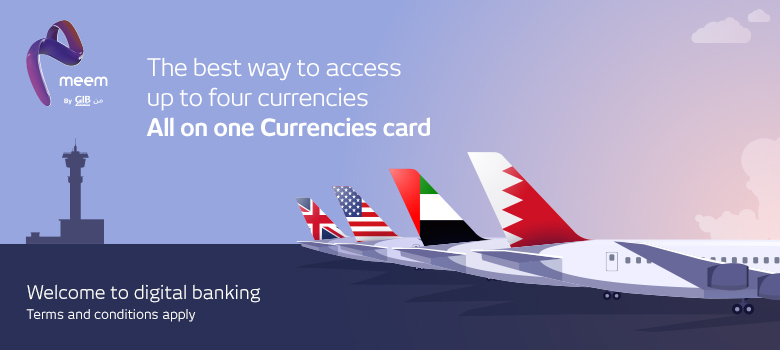 meem
By GIB من
The best way to access
up to four currencies
All on one Currencies card
Welcome to digital banking
Terms and conditions apply